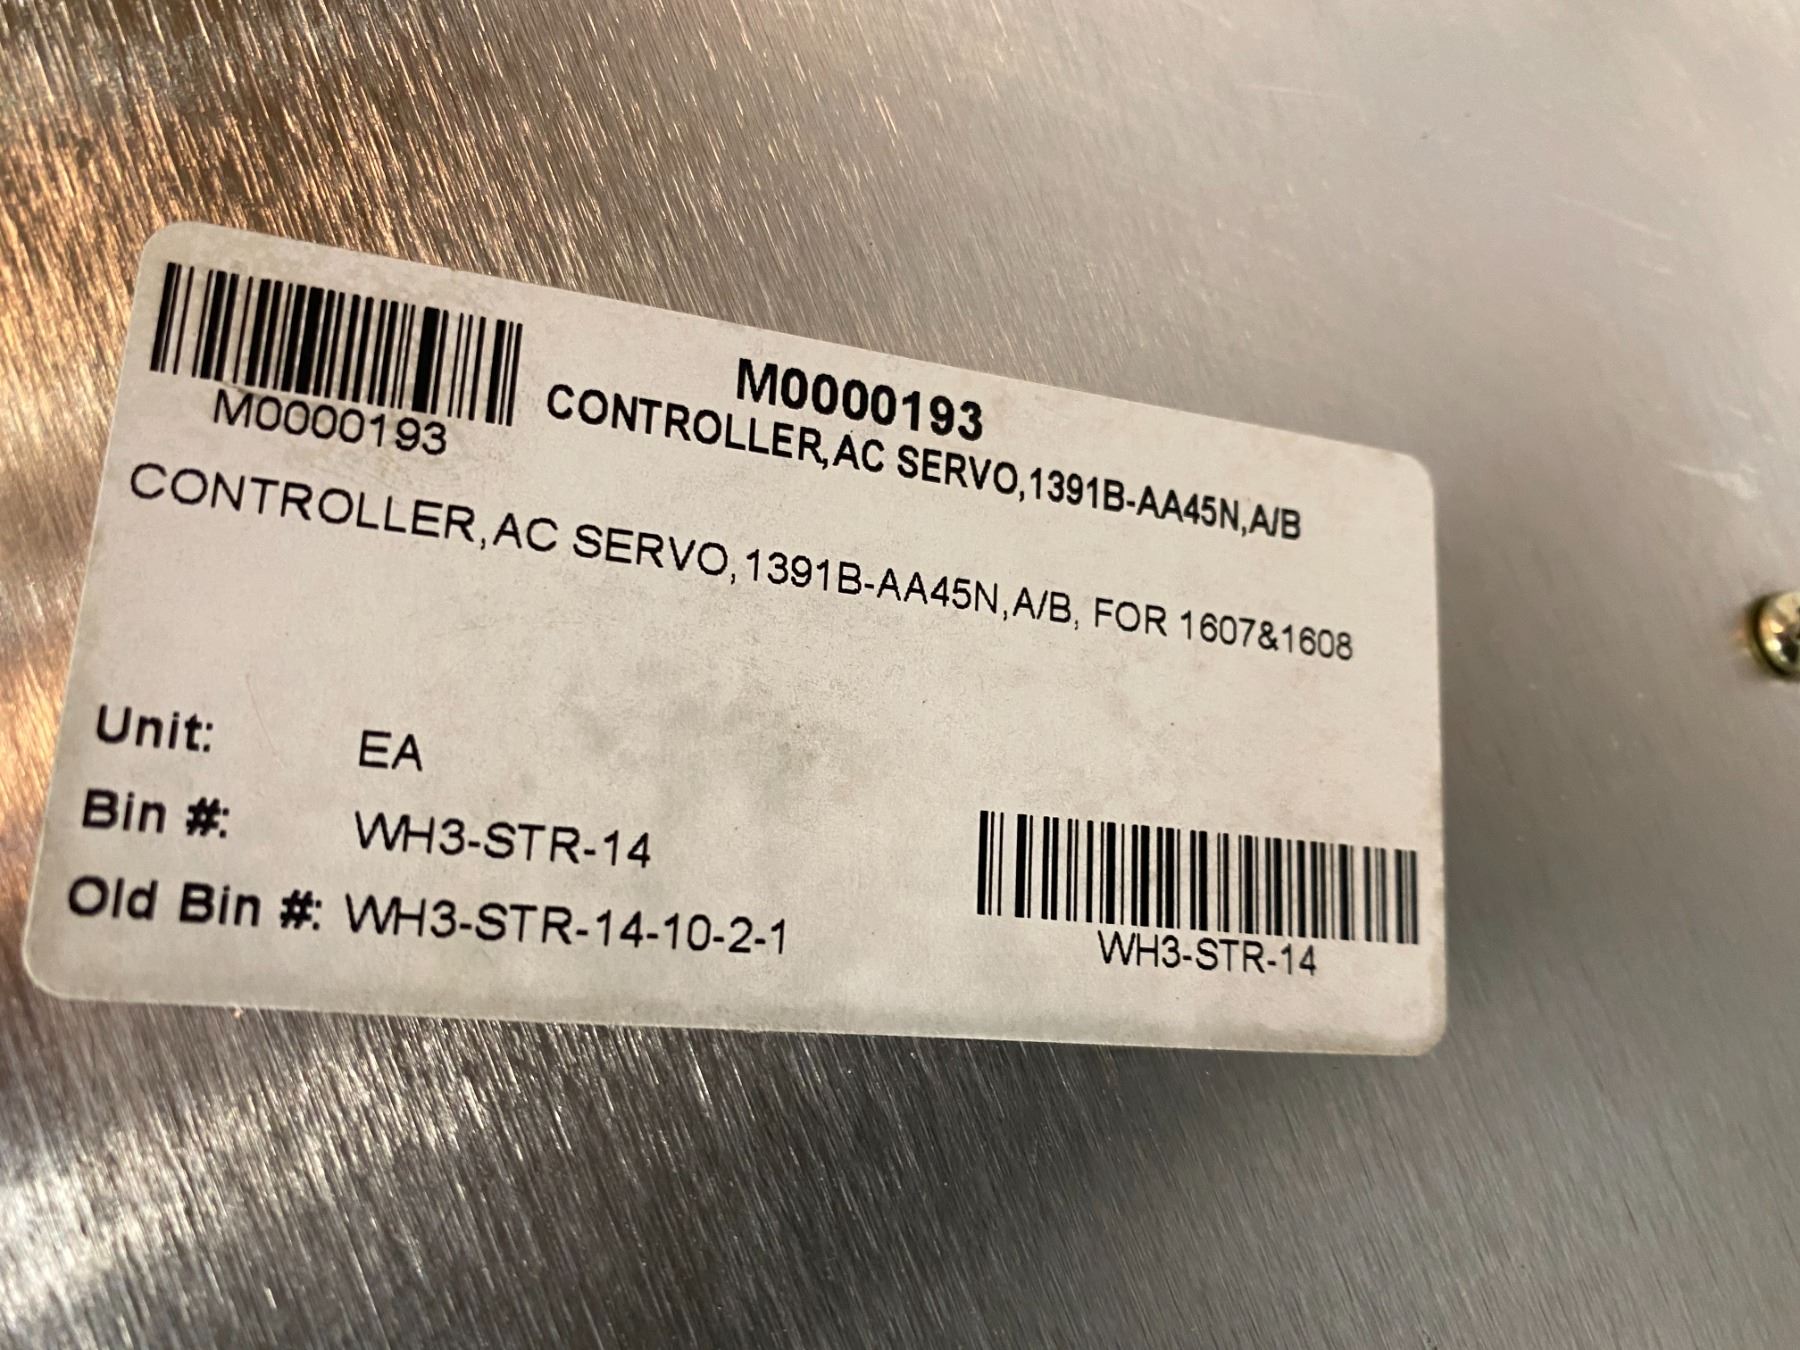 M0000193
M0000193
CONTROLLER,AC SERVO,1391B-AA45N,A/B
CONTROLLER,AC SERVO,1391B-AA45N,A/B, FOR 1607&1608
Unit: EA
Bin #: WH3-STR-14
Old Bin #: WH3-STR-14-10-2-1
WH3-STR-14